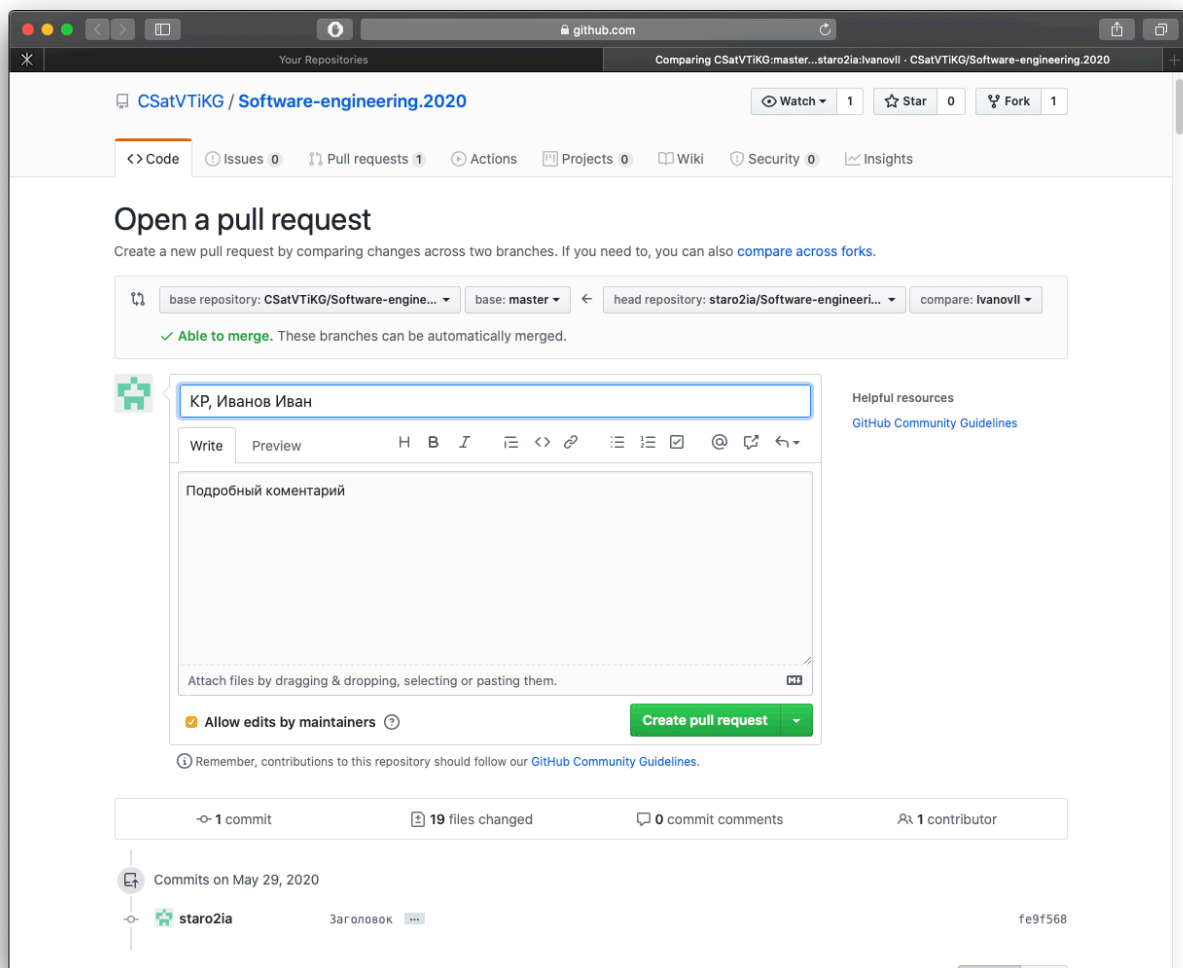 github.com
Your Repositories
Comparing CSatVTiKG:master...staro2ia:IvanovII · CSatVTiKG/Software-engineering.2020
CSatVTiKG / Software-engineering.2020
Watch 1 Star 0 Fork 1
Code Issues 0 Pull requests 1 Actions Projects 0 Wiki Security 0 Insights
Open a pull request
Create a new pull request by comparing changes across two branches. If you need to, you can also compare across forks.
base repository: CSatVTiKG/Software-engine... base: master ← head repository: staro2ia/Software-engineeri... compare: IvanovII
✓ Able to merge. These branches can be automatically merged.
КР, Иванов Иван
Helpful resources
GitHub Community Guidelines
Write Preview
Подробный коментарий
Attach files by dragging & dropping, selecting or pasting them.
Allow edits by maintainers
Create pull request
Remember, contributions to this repository should follow our GitHub Community Guidelines.
1 commit 19 files changed 0 commit comments 1 contributor
Commits on May 29, 2020
staro2ia Заголовок ... fe9f568